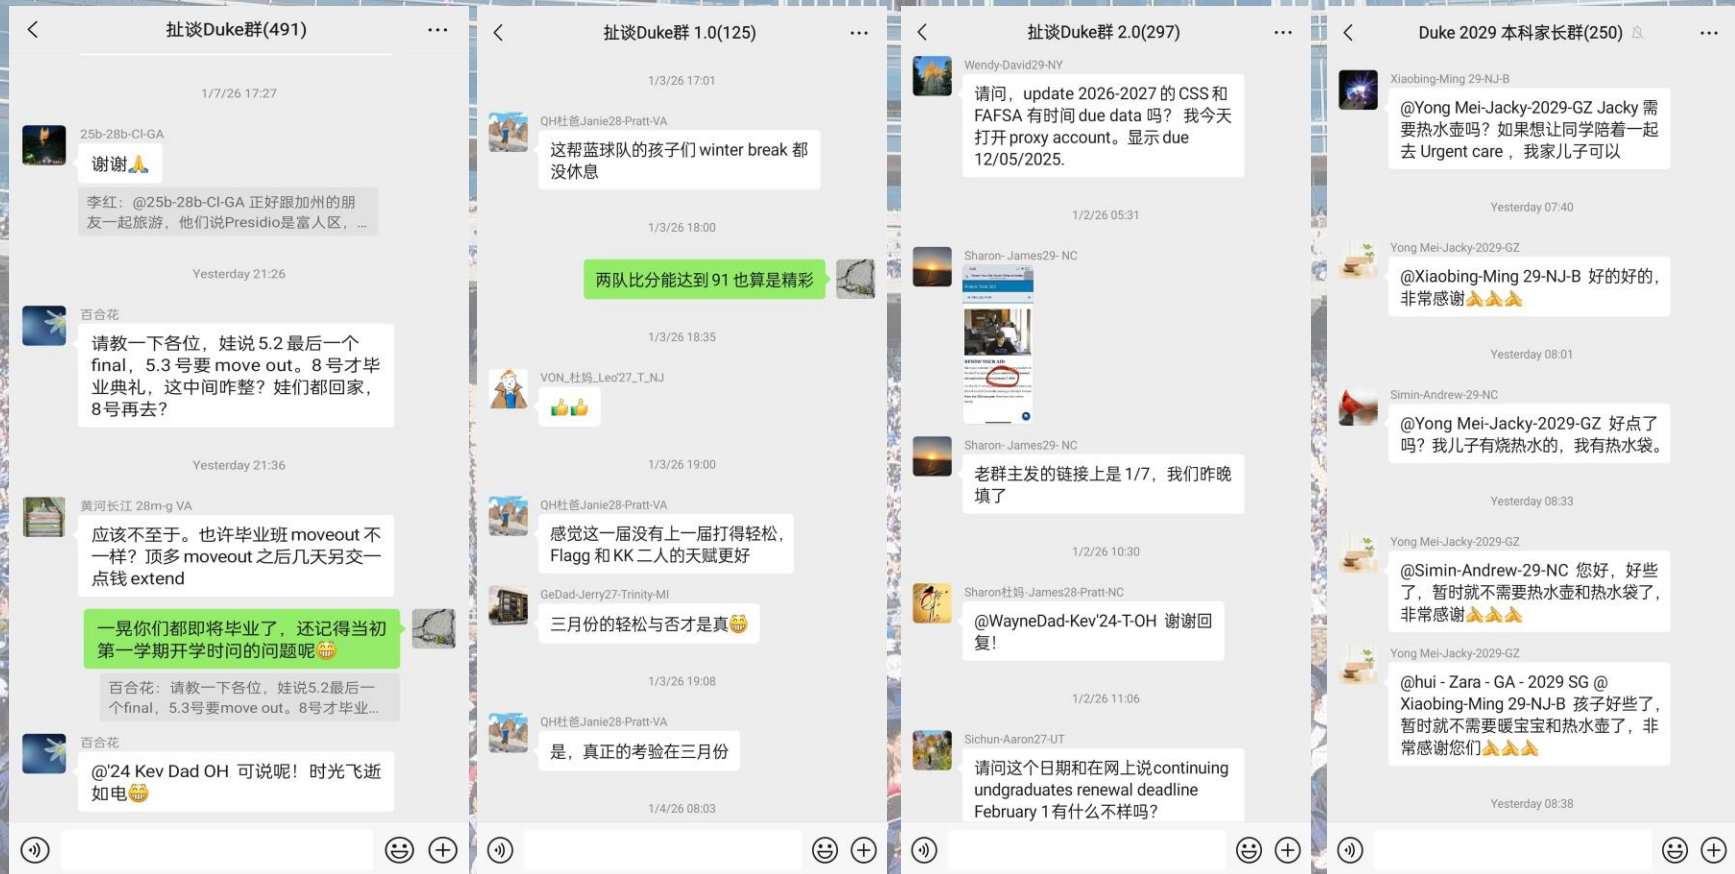 扯谈Duke群(491)
1/7/26 17:27
25b-28b-Cl-GA
谢谢🙏
李红：@25b-28b-Cl-GA 正好跟加州的朋
友一起旅游，他们说Presidio是富人区，...
Yesterday 21:26
百合花
请教一下各位，娃说 5.2 最后一个
final，5.3 号要 move out。8 号才毕
业典礼，这中间咋整？娃们都回家，
8号再去？
Yesterday 21:36
黄河长江 28m-g VA
应该不至于。也许毕业班 moveout 不
一样？顶多 moveout 之后几天另交一
点钱 extend
一晃你们都即将毕业了，还记得当初
第一学期开学时问的问题呢😁
百合花：请教一下各位，娃说5.2最后一
个final，5.3号要move out。8号才毕业...
百合花
@'24 Kev Dad OH 可说呢！时光飞逝
如电😁
扯谈Duke群 1.0(125)
1/3/26 17:01
QH杜爸Janie28-Pratt-VA
这帮蓝球队的孩子们 winter break 都
没休息
1/3/26 18:00
两队比分能达到 91 也算是精彩
1/3/26 18:35
VON_杜妈_Leo'27_T_NJ
👍👍
1/3/26 19:00
QH杜爸Janie28-Pratt-VA
感觉这一届没有上一届打得轻松，
Flagg 和 KK 二人的天赋更好
GeDad-Jerry27-Trinity-MI
三月份的轻松与否才是真😁
1/3/26 19:08
QH杜爸Janie28-Pratt-VA
是，真正的考验在三月份
1/4/26 08:03
扯谈Duke群 2.0(297)
Wendy-David29-NY
请问，update 2026-2027 的 CSS 和
FAFSA 有时间 due data 吗？ 我今天
打开 proxy account。显示 due
12/05/2025.
1/2/26 05:31
Sharon- James29- NC
Sharon- James29- NC
老群主发的链接上是 1/7，我们昨晚
填了
1/2/26 10:30
Sharon杜妈-James28-Pratt-NC
@WayneDad-Kev'24-T-OH 谢谢回
复！
1/2/26 11:06
Sichun-Aaron27-UT
请问这个日期和在网上说continuing
undgraduates renewal deadline
February 1 有什么不样吗？
Duke 2029 本科家长群(250)
Xiaobing-Ming 29-NJ-B
@Yong Mei-Jacky-2029-GZ Jacky 需
要热水壶吗？如果想让同学陪着一起
去 Urgent care ，我家儿子可以
Yesterday 07:40
Yong Mei-Jacky-2029-GZ
@Xiaobing-Ming 29-NJ-B 好的好的，
非常感谢🙏🙏🙏
Yesterday 08:01
Simin-Andrew-29-NC
@Yong Mei-Jacky-2029-GZ 好点了
吗？我儿子有烧热水的，我有热水袋。
Yesterday 08:33
Yong Mei-Jacky-2029-GZ
@Simin-Andrew-29-NC 您好，好些
了，暂时就不需要热水壶和热水袋了，
非常感谢🙏🙏🙏
Yong Mei-Jacky-2029-GZ
@hui - Zara - GA - 2029 SG @
Xiaobing-Ming 29-NJ-B 孩子好些了，
暂时就不需要暖宝宝和热水壶了，非
常感谢您们🙏🙏🙏
Yesterday 08:38